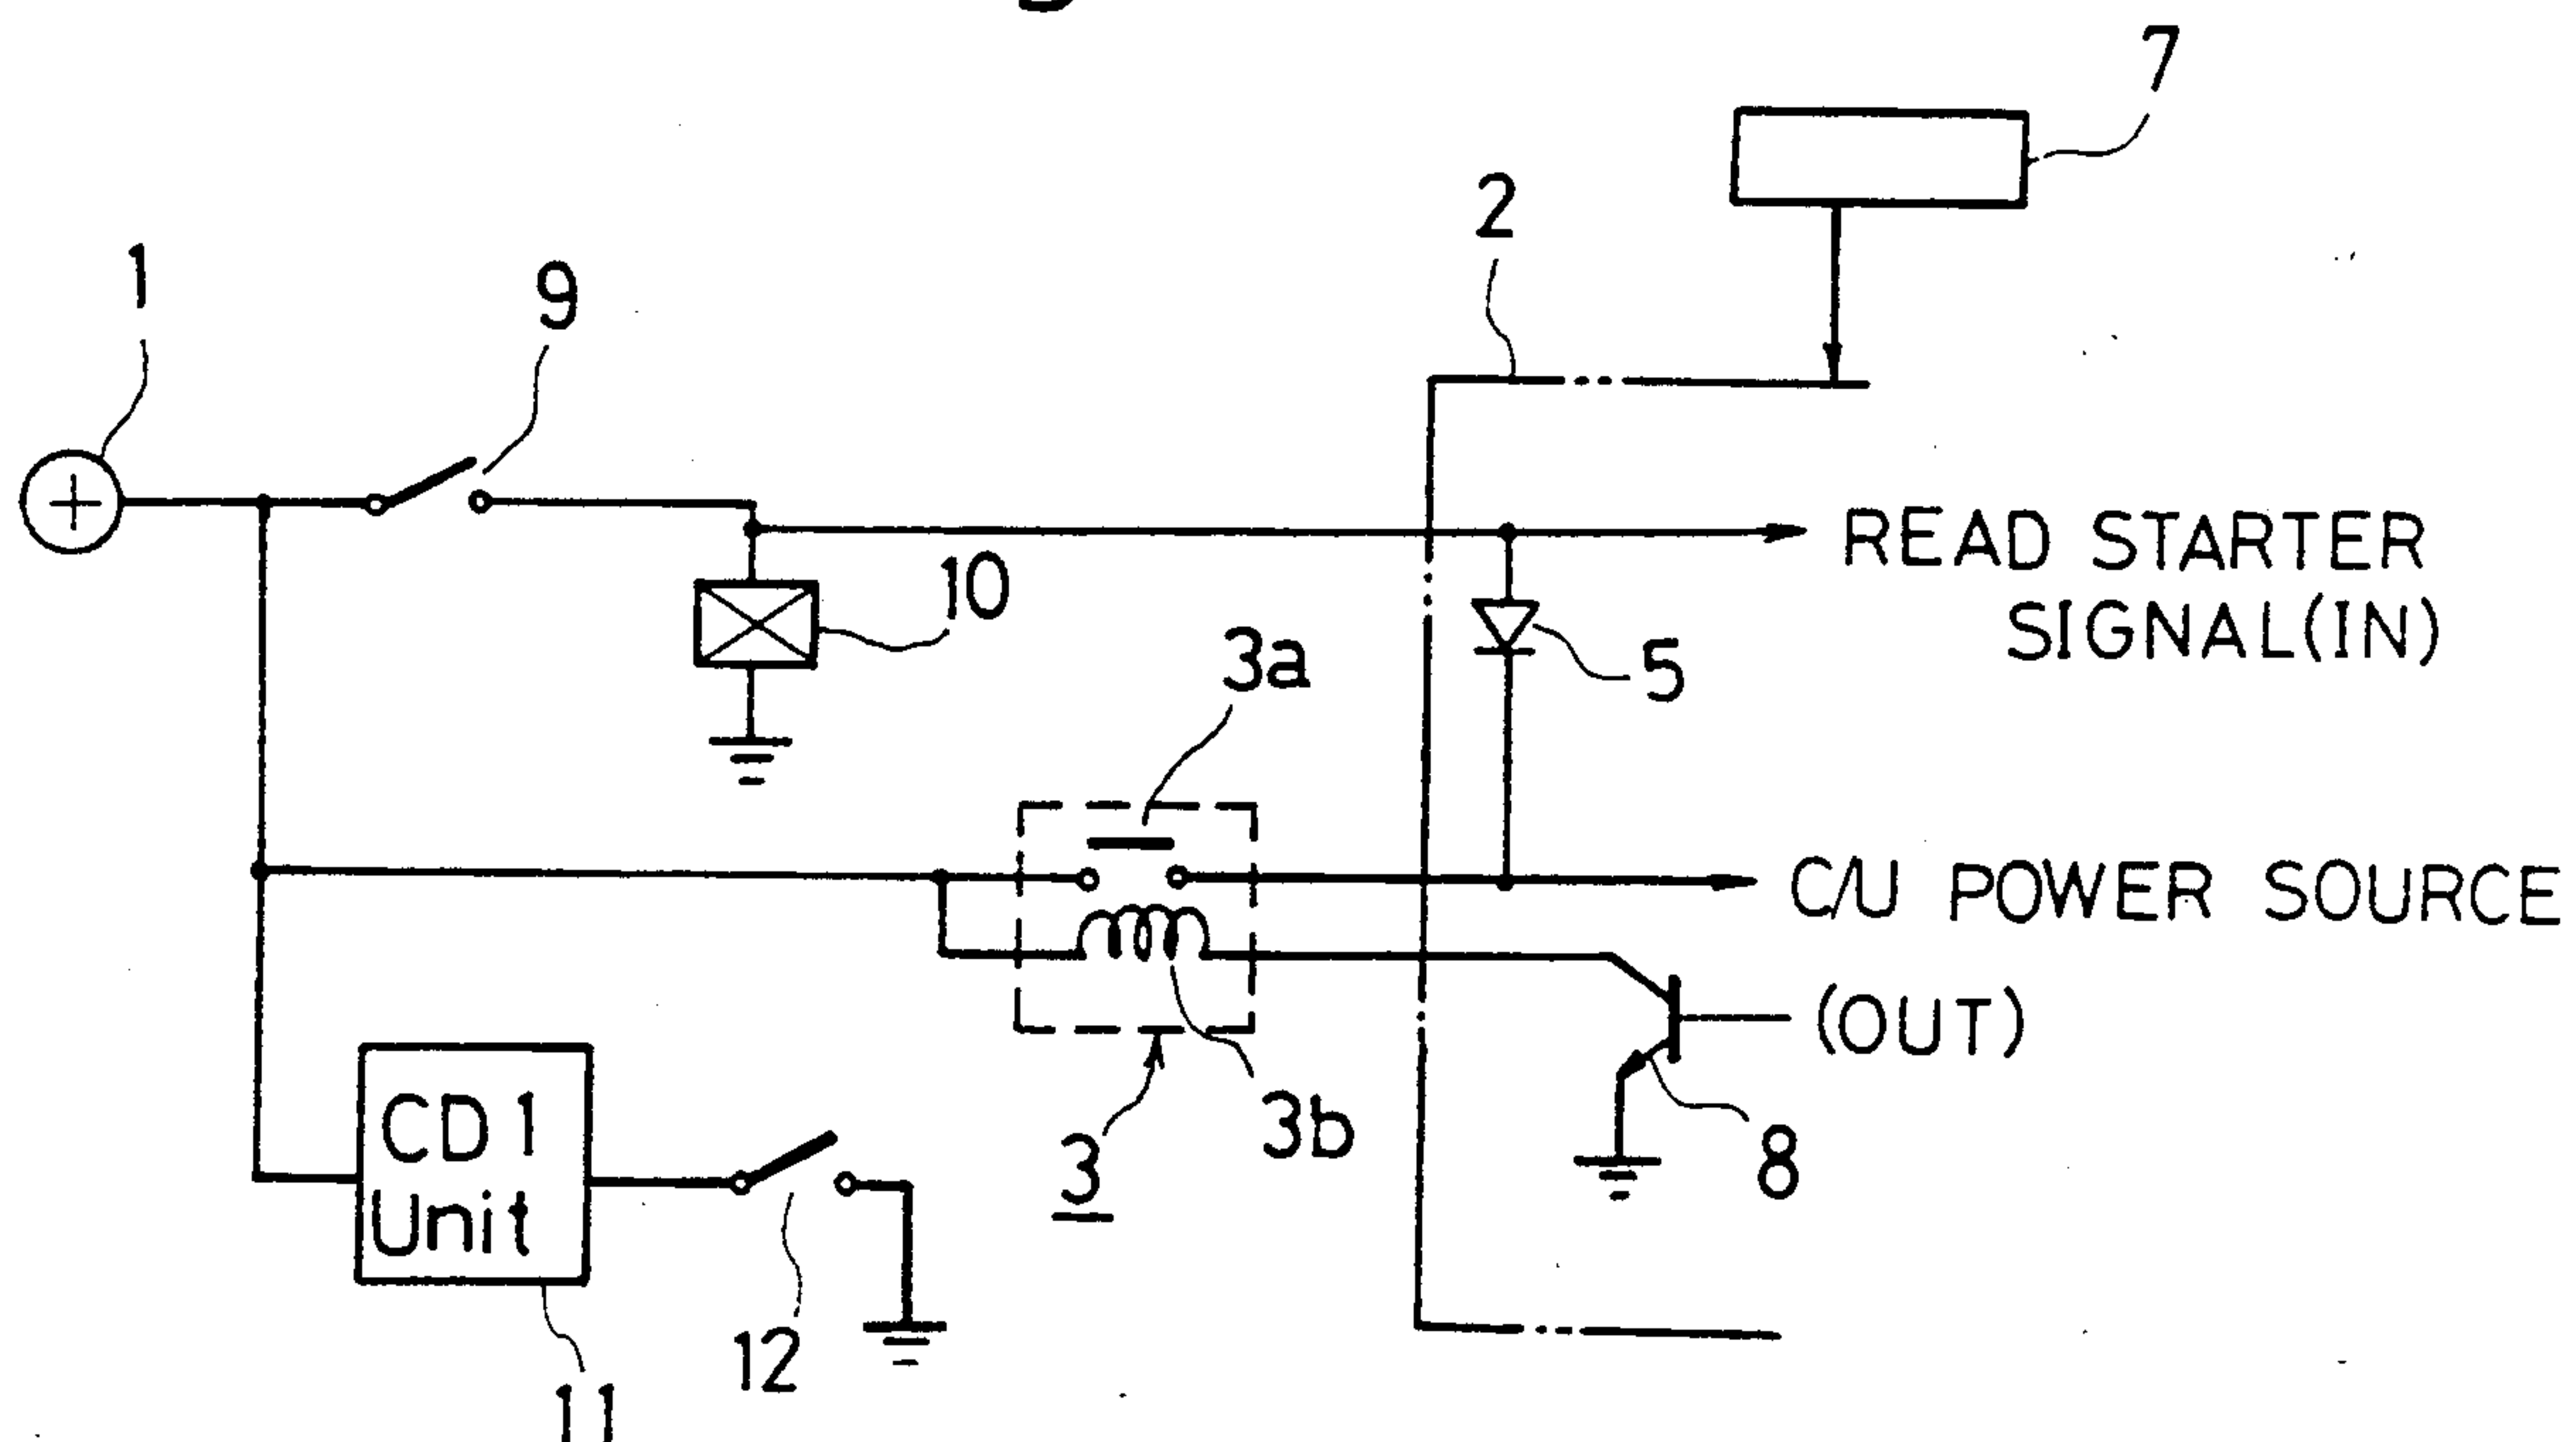 7
2
1
9
READ STARTER
SIGNAL(IN)
10
3a
5
C/U POWER SOURCE
(OUT)
CD1
Unit
3
3b
8
12
11